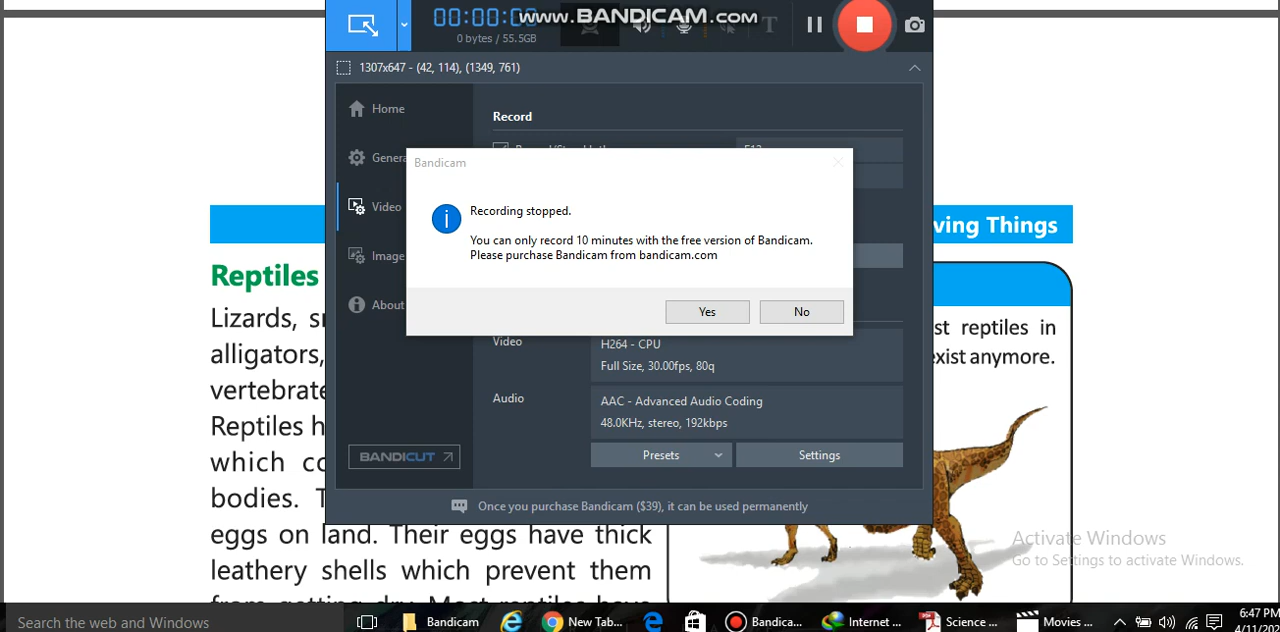 00:00:0
www.BANDICAM.com
0 bytes / 55.5GB
T
1307x647 - (42, 114), (1349, 761)
Home
Record
General
Bandicam
Recording stopped.
You can only record 10 minutes with the free version of Bandicam.
Please purchase Bandicam from bandicam.com
Yes
No
Video
Image
About
ving Things
Reptiles
Lizards,
st reptiles in
alligators,
exist anymore.
vertebrate
Reptiles h
which co
bodies. T
eggs on land. Their eggs have thick
leathery shells which prevent them
Video
H264 - CPU
Full Size, 30.00fps, 80q
Audio
AAC - Advanced Audio Coding
48.0KHz, stereo, 192kbps
BANDICUT
Presets
Settings
Once you purchase Bandicam ($39), it can be used permanently
Activate Windows
Go to Settings to activate Windows.
Search the web and Windows
Bandicam
New Tab...
Bandica...
Internet ...
Science ...
Movies ...
6:47 PM
4/11/202